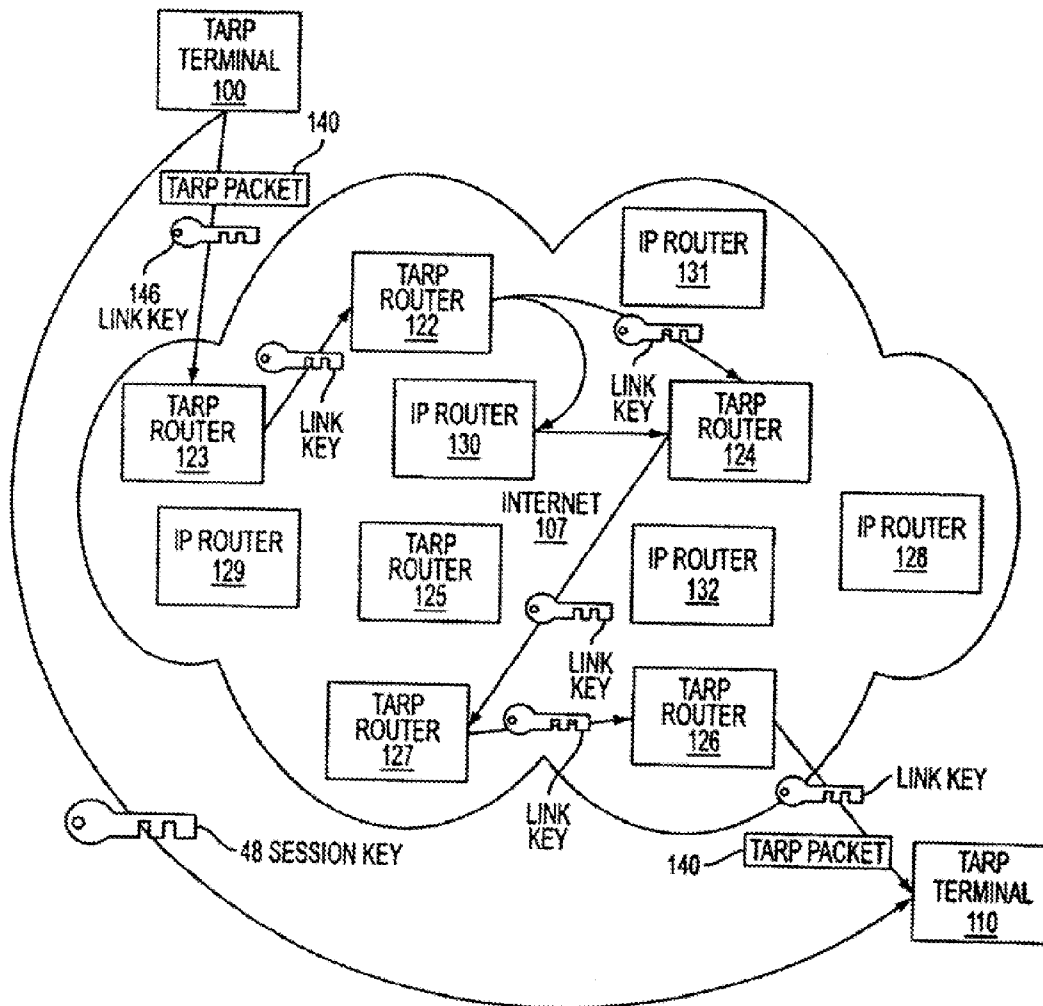 TARP
TERMINAL
100
140
TARP PACKET
146
LINK KEY
TARP
ROUTER
122
IP ROUTER
131
LINK
KEY
LINK
KEY
TARP
ROUTER
123
IP ROUTER
130
TARP
ROUTER
124
INTERNET
107
IP ROUTER
129
TARP
ROUTER
125
IP ROUTER
132
IP ROUTER
128
LINK
KEY
TARP
ROUTER
127
TARP
ROUTER
126
LINK
KEY
LINK KEY
48 SESSION KEY
140
TARP PACKET
TARP
TERMINAL
110